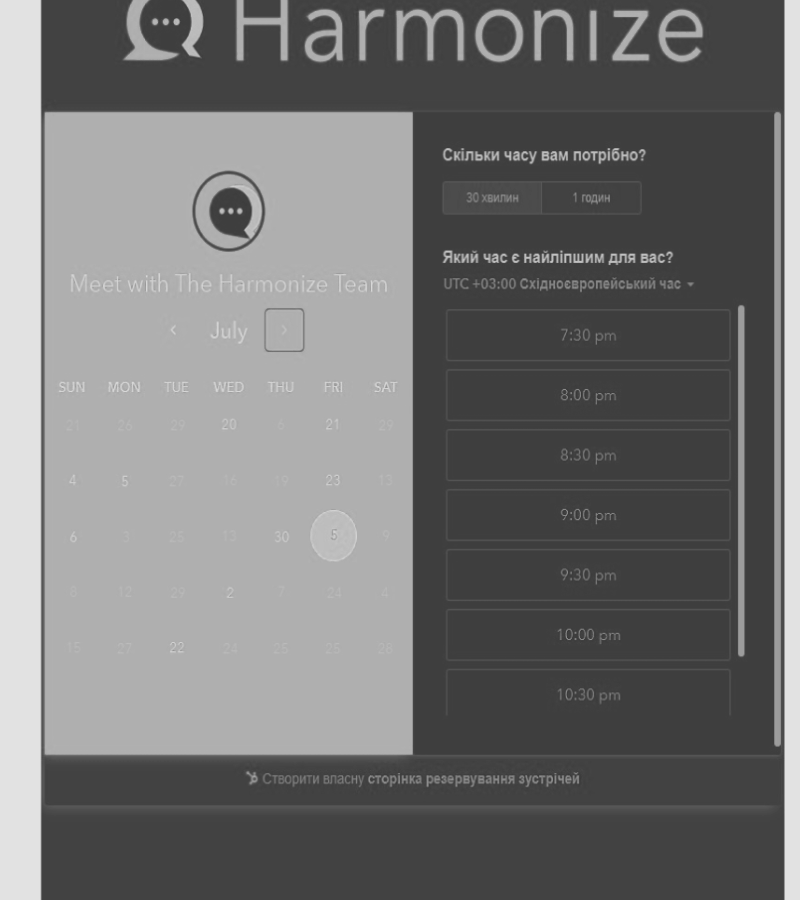 Harmonize
Meet with The Harmonize Team
July
SUN MON TUE WED THU FRI SAT
21 26 29 20 6 21 29
4 5 27 16 19 23 13
6 25 13 30 5 9
8 12 29 2 7 24 4
15 27 22 24 25 25 26
Скільки часу вам потрібно?
30 хвилин 1 годин
Який час є найліпшим для вас?
UTC +03:00 Східноєвропейський час
7:30 pm
8:00 pm
8:30 pm
9:00 pm
9:30 pm
10:00 pm
10:30 pm
Створити власну сторінка резервування зустрічей